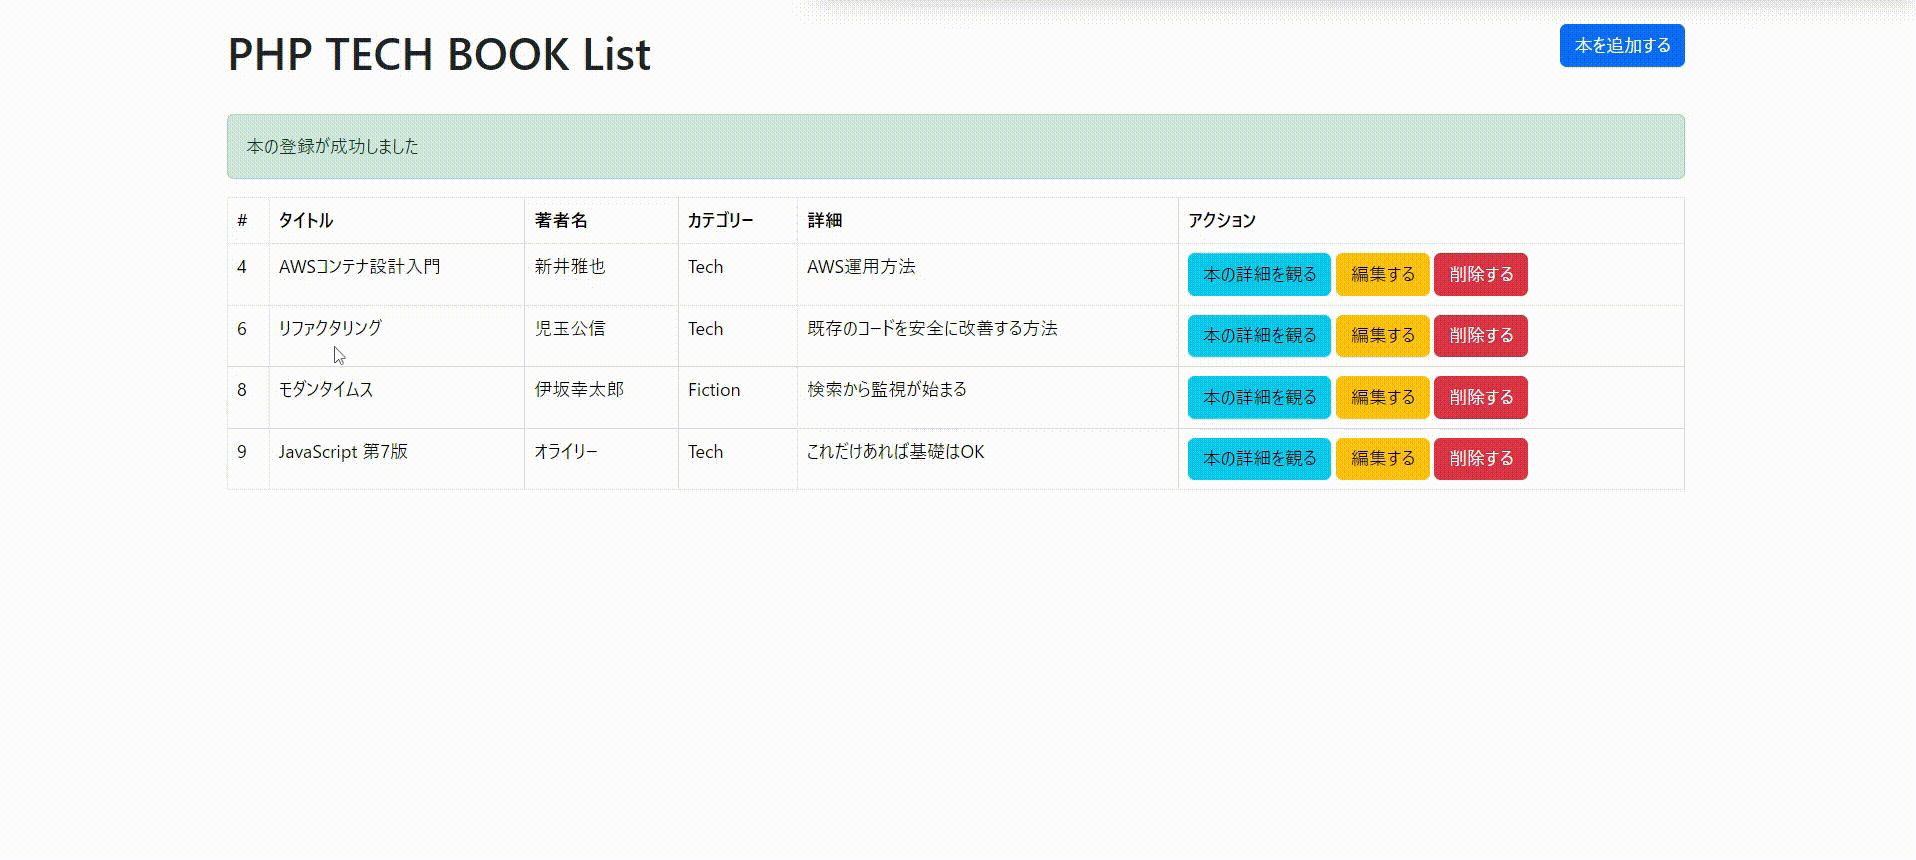 PHP TECH BOOK List
本を追加する
本の登録が成功しました
# タイトル 著者名 カテゴリー 詳細 アクション
4 AWSコンテナ設計入門 新井雅也 Tech AWS運用方法 本の詳細を観る 編集する 削除する
6 リファクタリング 児玉公信 Tech 既存のコードを安全に改善する方法 本の詳細を観る 編集する 削除する
8 モダンタイムス 伊坂幸太郎 Fiction 検索から監視が始まる 本の詳細を観る 編集する 削除する
9 JavaScript 第7版 オライリー Tech これだけあれば基礎はOK 本の詳細を観る 編集する 削除する